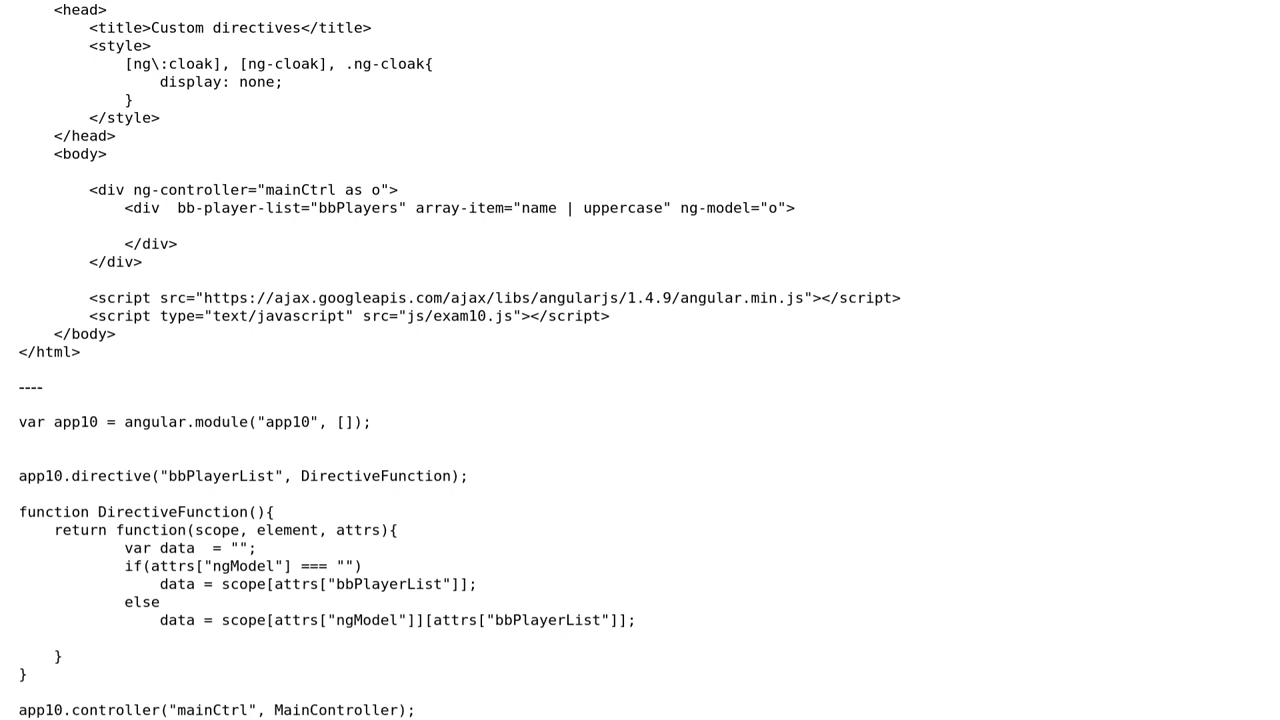 <head>
<title>Custom directives</title>
<style>
[ng\:cloak], [ng-cloak], .ng-cloak{
display: none;
}
</style>
</head>
<body>
<div ng-controller="mainCtrl as o">
<div  bb-player-list="bbPlayers" array-item="name | uppercase" ng-model="o">
</div>
</div>
<script src="https://ajax.googleapis.com/ajax/libs/angularjs/1.4.9/angular.min.js"></script>
<script type="text/javascript" src="js/exam10.js"></script>
</body>
</html>
----
var app10 = angular.module("app10", []);
app10.directive("bbPlayerList", DirectiveFunction);
function DirectiveFunction(){
return function(scope, element, attrs){
var data  = "";
if(attrs["ngModel"] === "")
data = scope[attrs["bbPlayerList"]];
else
data = scope[attrs["ngModel"]][attrs["bbPlayerList"]];
}
}
app10.controller("mainCtrl", MainController);